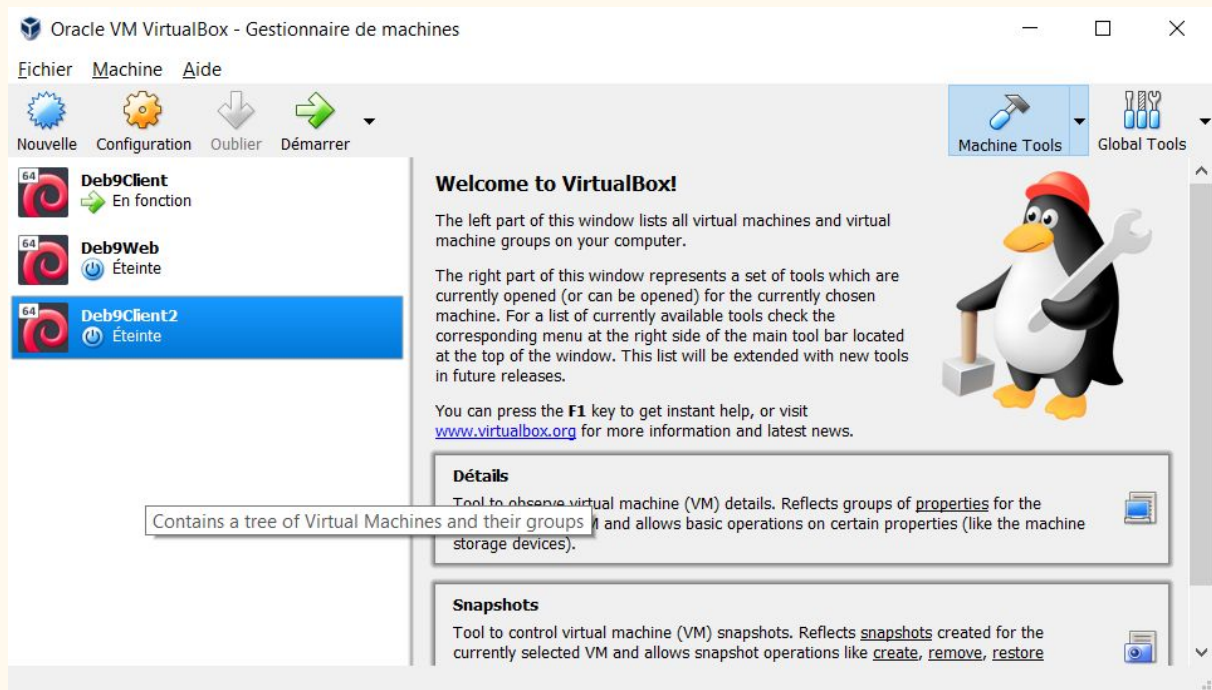 Oracle VM VirtualBox - Gestionnaire de machines
Fichier Machine Aide
Nouvelle Configuration Oublier Démarrer Machine Tools Global Tools
64
Deb9Client
En fonction
64
Deb9Web
Éteinte
64
Deb9Client2
Éteinte
Contains a tree of Virtual Machines and their groups
Welcome to VirtualBox!
The left part of this window lists all virtual machines and virtual
machine groups on your computer.
The right part of this window represents a set of tools which are
currently opened (or can be opened) for the currently chosen
machine. For a list of currently available tools check the
corresponding menu at the right side of the main tool bar located
at the top of the window. This list will be extended with new tools
in future releases.
You can press the F1 key to get instant help, or visit
www.virtualbox.org for more information and latest news.
Détails
Tool to observe virtual machine (VM) details. Reflects groups of properties for the
and allows basic operations on certain properties (like the machine
storage devices).
Snapshots
Tool to control virtual machine (VM) snapshots. Reflects snapshots created for the
currently selected VM and allows snapshot operations like create, remove, restore